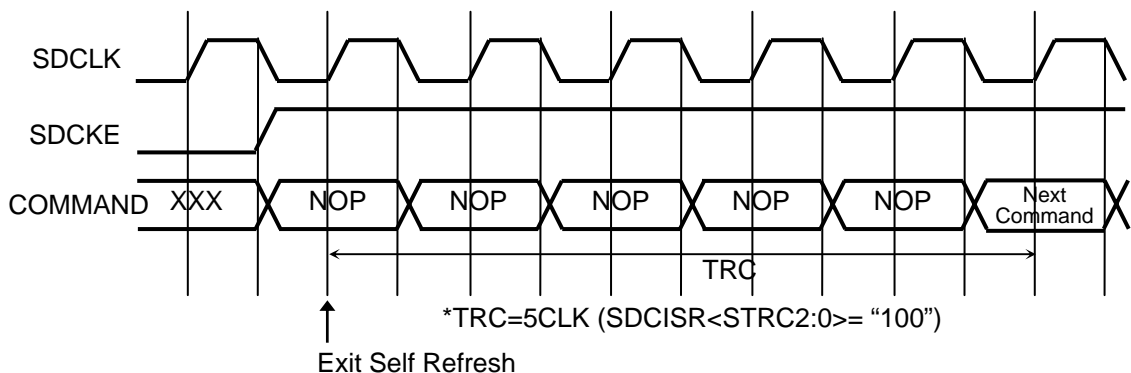 SDCLK
SDCKE
COMMAND XXX NOP NOP NOP NOP NOP Next
Command
TRC
*TRC=5CLK (SDCISR<STRC2:0>= “100”)
Exit Self Refresh